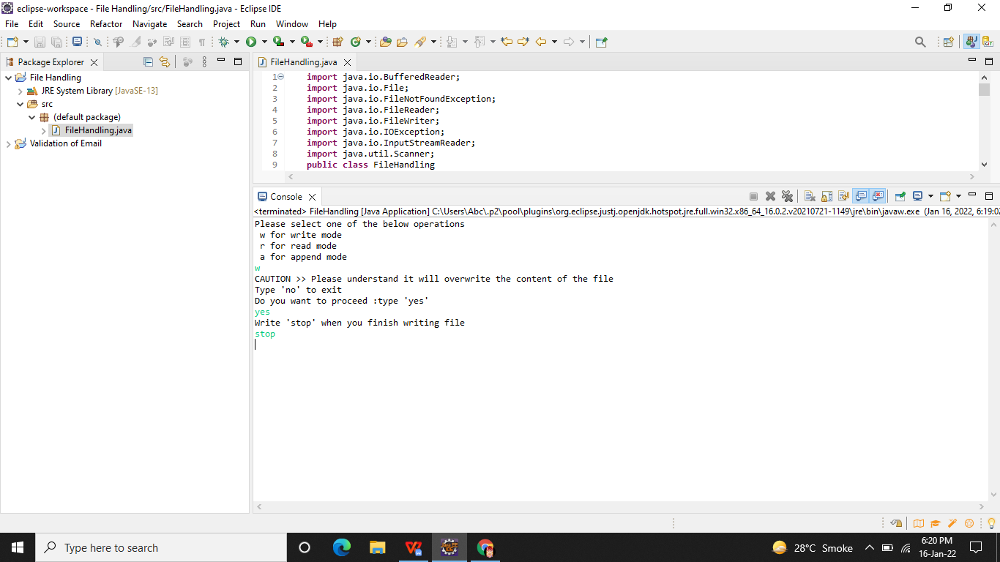 eclipse-workspace - File Handling/src/FileHandling.java - Eclipse IDE
File Edit Source Refactor Navigate Search Project Run Window Help
Package Explorer
File Handling
JRE System Library [JavaSE-13]
src
(default package)
FileHandling.java
Validation of Email
FileHandling.java
1 import java.io.BufferedReader;
2 import java.io.File;
3 import java.io.FileNotFoundException;
4 import java.io.FileReader;
5 import java.io.FileWriter;
6 import java.io.IOException;
7 import java.io.InputStreamReader;
8 import java.util.Scanner;
9 public class FileHandling
Console
<terminated> FileHandling [Java Application] C:\Users\Abc\.p2\pool\plugins\org.eclipse.justj.openjdk.hotspot.jre.full.win32.x86_64_16.0.2.v20210721-1149\jre\bin\javaw.exe (Jan 16, 2022, 6:19:02
Please select one of the below operations
w for write mode
r for read mode
a for append mode
w
CAUTION >> Please understand it will overwrite the content of the file
Type 'no' to exit
Do you want to proceed :type 'yes'
yes
Write 'stop' when you finish writing file
stop
Type here to search
28°C Smoke
6:20 PM
16-Jan-22